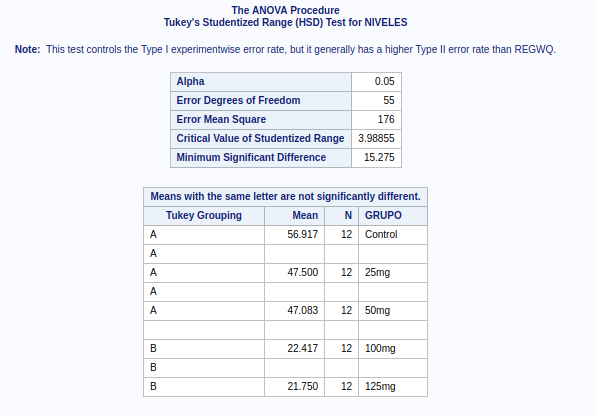 The ANOVA Procedure
Tukey's Studentized Range (HSD) Test for NIVELES
Note: This test controls the Type I experimentwise error rate, but it generally has a higher Type II error rate than REGWQ.
Alpha 0.05
Error Degrees of Freedom 55
Error Mean Square 176
Critical Value of Studentized Range 3.98855
Minimum Significant Difference 15.275
Means with the same letter are not significantly different.
Tukey Grouping Mean N GRUPO
A 56.917 12 Control
A
A 47.500 12 25mg
A
A 47.083 12 50mg
B 22.417 12 100mg
B
B 21.750 12 125mg